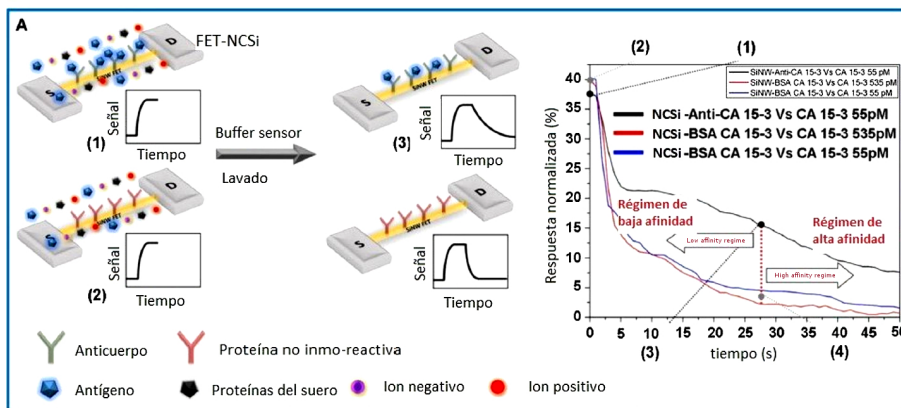 A
FET-NCSi
D
S
SiNW FET
(1)
Señal
Tiempo
Buffer sensor
Lavado
D
S
SiNW FET
(3)
Señal
Tiempo
D
S
SiNW FET
(2)
Señal
Tiempo
D
S
SiNW FET
Señal
Tiempo
Anticuerpo
Proteína no inmo-reactiva
Antígeno
Proteínas del suero
Ion negativo
Ion positivo
(2)
(1)
SiNW-Anti-CA 15-3 Vs CA 15-3 55 pM
SiNW-BSA CA 15-3 Vs CA 15-3 535 pM
SiNW-BSA CA 15-3 Vs CA 15-3 55 pM
NCSi -Anti-CA 15-3 Vs CA 15-3 55pM
NCSi -BSA CA 15-3 Vs CA 15-3 535pM
NCSi -BSA CA 15-3 Vs CA 15-3 55pM
Régimen de
baja afinidad
Régimen de
alta afinidad
Low affinity regime
High affinity regime
Respuesta normalizada (%)
40
35
30
25
20
15
10
5
0
0 5 10 15 20 25 30 35 40 45 50
(3)
tiempo (s)
(4)